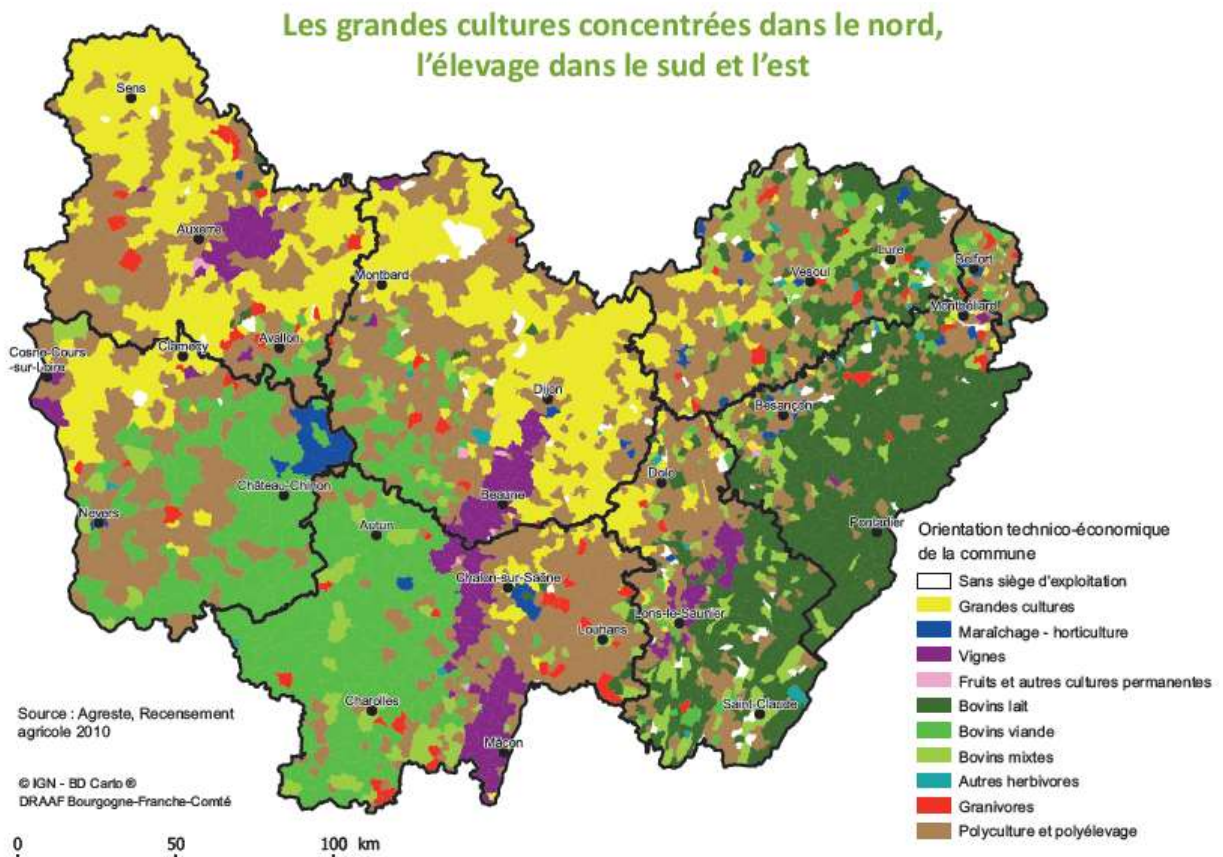 Les grandes cultures concentrées dans le nord,
l'élevage dans le sud et l'est
Sens
Auxerre
Montbard
Lure
Belfort
Vesoul
Montbéliard
Clamecy
Avallon
Cosne-Cours
-sur-Loire
Dijon
Besançon
Dole
Château-Chinon
Beaune
Nevers
Autun
Pontarlier
Chalon-sur-Saône
Lons-le-Saunier
Louhans
Charolles
Saint-Claude
Mâcon
Orientation technico-économique
de la commune
Sans siège d'exploitation
Grandes cultures
Maraîchage - horticulture
Vignes
Fruits et autres cultures permanentes
Bovins lait
Bovins viande
Bovins mixtes
Autres herbivores
Granivores
Polyculture et polyélevage
Source : Agreste, Recensement
agricole 2010
© IGN - BD Carto ®
DRAAF Bourgogne-Franche-Comté
0 50 100 km